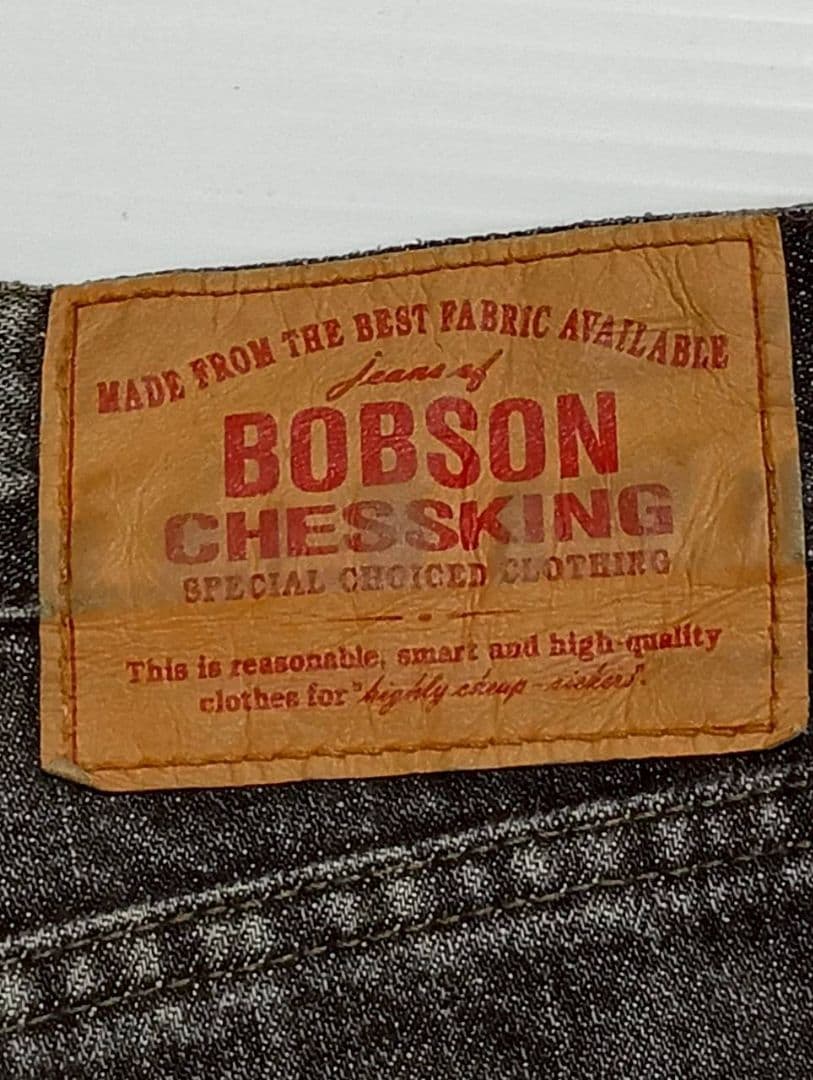 MADE FROM THE BEST FABRIC AVAILABLE
jeans of
BOBSON
CHESSKING
SPECIAL CHOICED CLOTHING
This is reasonable, smart and high-quality
clothes for "highly cheap-